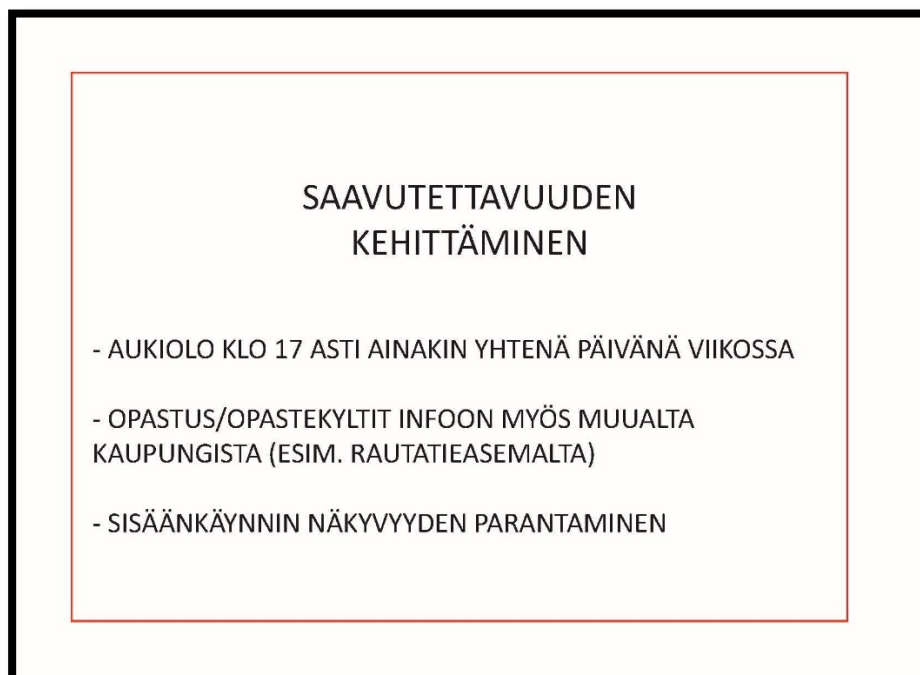 SAAVUTETTAVUUDEN
KEHITTÄMINEN
- AUKIOLO KLO 17 ASTI AINAKIN YHTENÄ PÄIVÄNÄ VIIKOSSA
- OPASTUS/OPASTEKYLTIT INFOON MYÖS MUUALTA
KAUPUNGISTA (ESIM. RAUTATIEASEMALTA)
- SISÄÄNKÄYNNIN NÄKYVYYDEN PARANTAMINEN